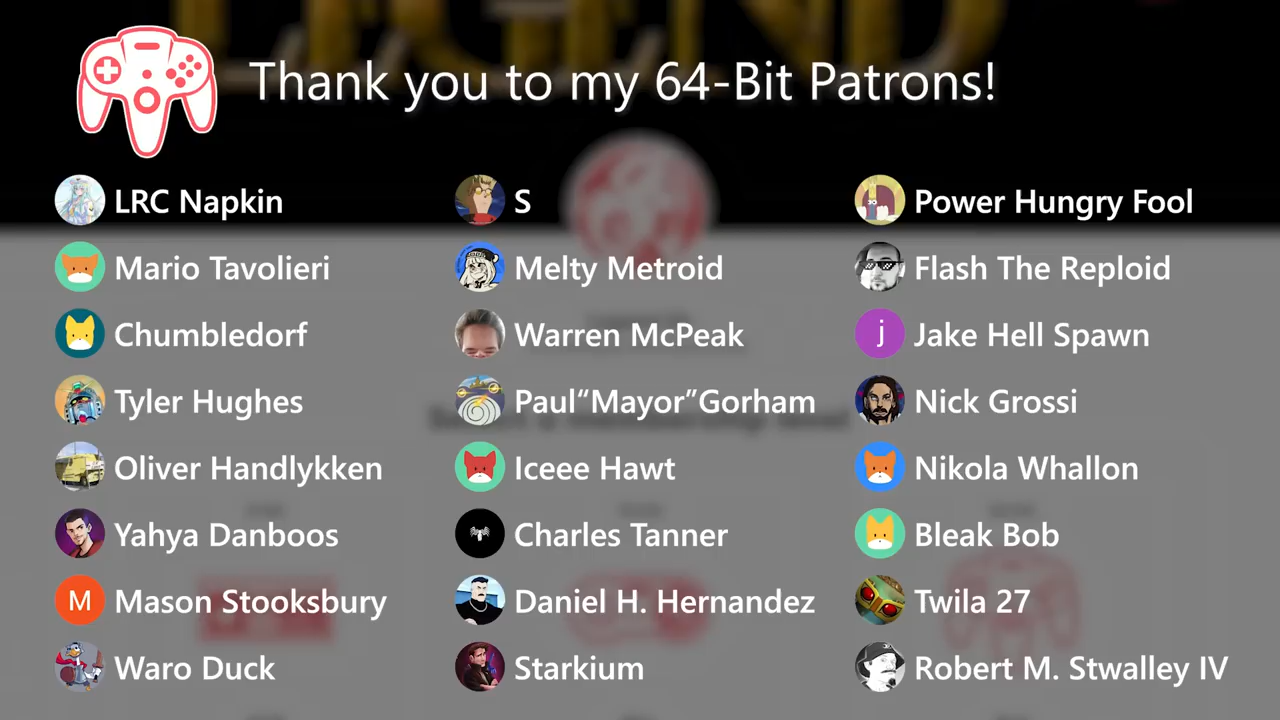 LEGEND
Thank you to my 64-Bit Patrons!
LRC Napkin
Mario Tavolieri
Chumbledorf
Tyler Hughes
Oliver Handlykken
Yahya Danboos
M Mason Stooksbury
Waro Duck
S
Melty Metroid
Warren McPeak
Paul“Mayor”Gorham
Iceee Hawt
Charles Tanner
Daniel H. Hernandez
Starkium
Power Hungry Fool
Flash The Reploid
j Jake Hell Spawn
Nick Grossi
Nikola Whallon
Bleak Bob
Twila 27
Robert M. Stwalley IV